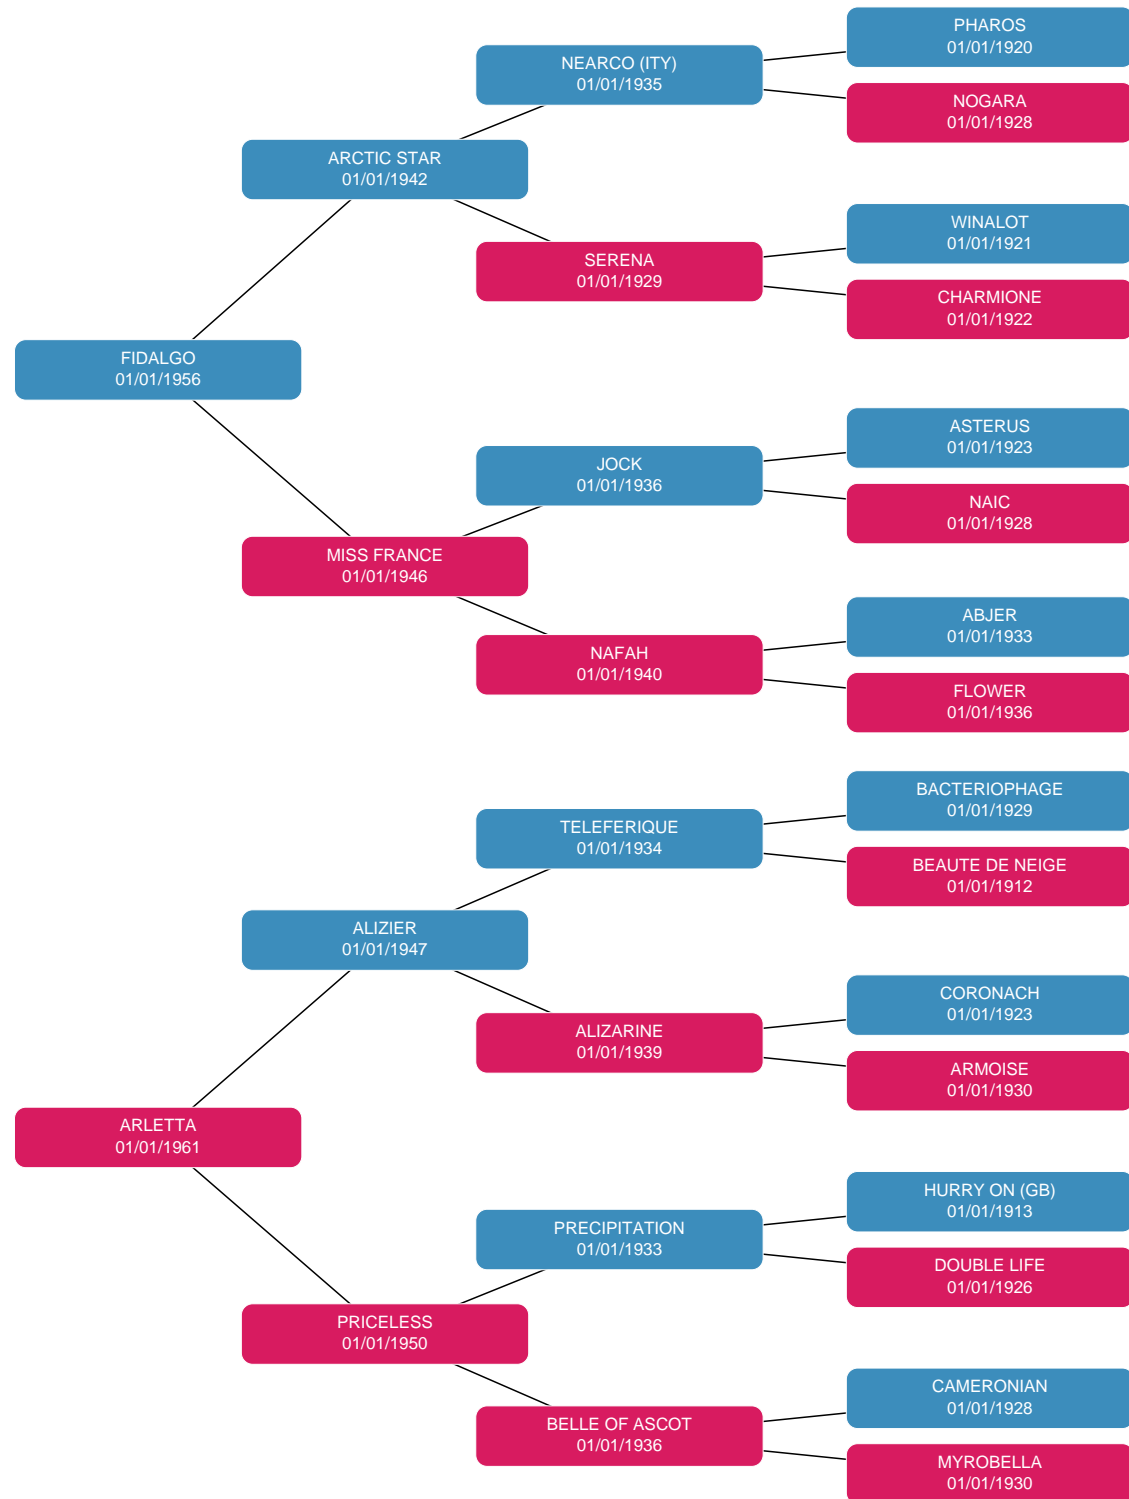 PHAROS
01/01/1920
NEARCO (ITY)
01/01/1935
NOGARA
01/01/1928
ARCTIC STAR
01/01/1942
WINALOT
01/01/1921
SERENA
01/01/1929
CHARMIONE
01/01/1922
FIDALGO
01/01/1956
ASTERUS
01/01/1923
JOCK
01/01/1936
NAIC
01/01/1928
MISS FRANCE
01/01/1946
ABJER
01/01/1933
NAFAH
01/01/1940
FLOWER
01/01/1936
BACTERIOPHAGE
01/01/1929
TELEFERIQUE
01/01/1934
BEAUTE DE NEIGE
01/01/1912
ALIZIER
01/01/1947
CORONACH
01/01/1923
ALIZARINE
01/01/1939
ARMOISE
01/01/1930
ARLETTA
01/01/1961
HURRY ON (GB)
01/01/1913
PRECIPITATION
01/01/1933
DOUBLE LIFE
01/01/1926
PRICELESS
01/01/1950
CAMERONIAN
01/01/1928
BELLE OF ASCOT
01/01/1936
MYROBELLA
01/01/1930